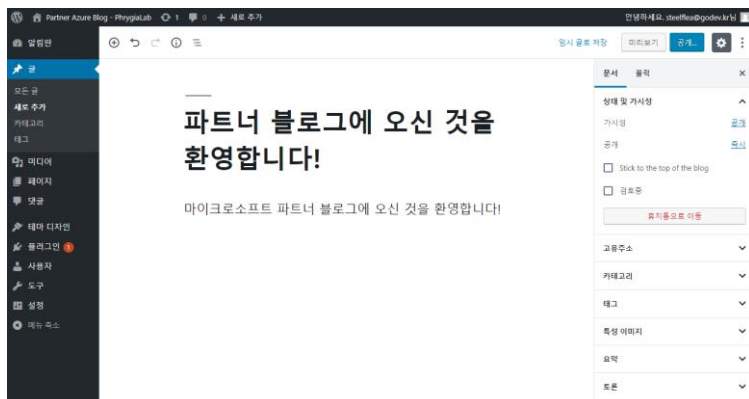 Partner Azure Blog - PhrygiaLab 1 0 새로 추가 안녕하세요, steelflea@godev.kr님
알림판
글
모든 글
새로 추가
카테고리
태그
미디어
페이지
댓글
테마 디자인
플러그인 1
사용자
도구
설정
메뉴 축소
임시 글로 저장 미리보기 공개...
파트너 블로그에 오신 것을
환영합니다!
마이크로소프트 파트너 블로그에 오신 것을 환영합니다!
문서 블럭
상태 및 가시성
가시성 공개
공개 즉시
Stick to the top of the blog
검토중
휴지통으로 이동
고유주소
카테고리
태그
특성 이미지
요약
토론